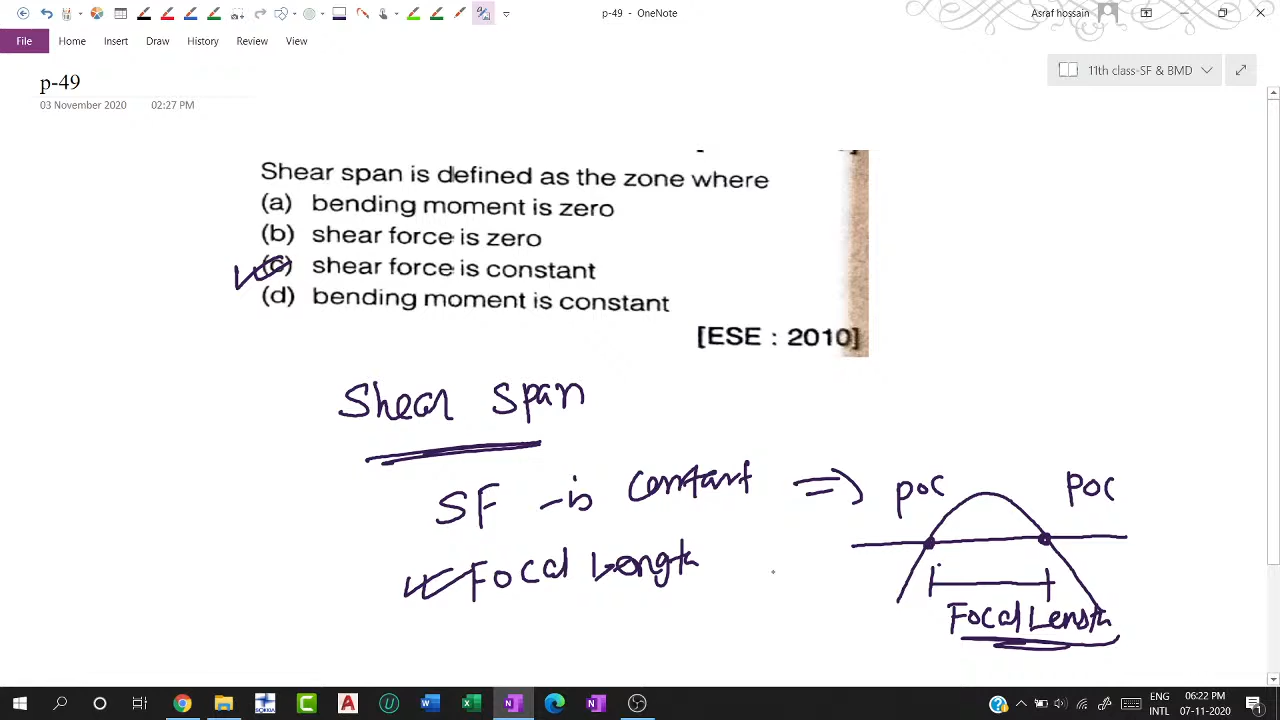 p-49 - OneNote
Asraf hossain
File Home Insert Draw History Review View
p-49
11th class-SF & BMD
03 November 2020 02:27 PM
Shear span is defined as the zone where
(a) bending moment is zero
(b) shear force is zero
(c) shear force is constant
(d) bending moment is constant
[ESE : 2010]
Shear Span
SF -is constant => POC POC
Focal Length
Focal Length
ENG 06:22 PM
INTL 07-11-2020